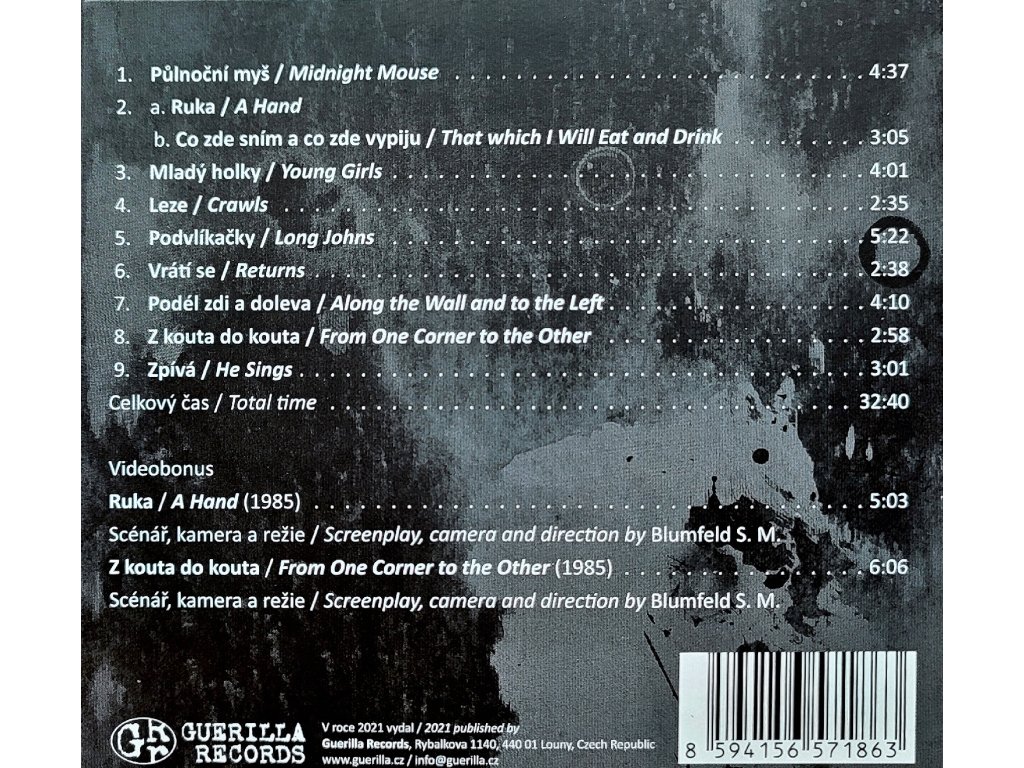 1. Půlnoční myš / Midnight Mouse 4:37
2. a. Ruka / A Hand
b. Co zde sním a co zde vypiju / That which I Will Eat and Drink 3:05
3. Mladý holky / Young Girls 4:01
4. Leze / Crawls 2:35
5. Podvlíkačky / Long Johns 5:22
6. Vrátí se / Returns 2:38
7. Podél zdi a doleva / Along the Wall and to the Left 4:10
8. Z kouta do kouta / From One Corner to the Other 2:58
9. Zpívá / He Sings 3:01
Celkový čas / Total time 32:40
Videobonus
Ruka / A Hand (1985) 5:03
Scénář, kamera a režie / Screenplay, camera and direction by Blumfeld S. M.
Z kouta do kouta / From One Corner to the Other (1985) 6:06
Scénář, kamera a režie / Screenplay, camera and direction by Blumfeld S. M.
GR
rr
GUERILLA
RECORDS
V roce 2021 vydal / 2021 published by
Guerilla Records, Rybalkova 1140, 440 01 Louny, Czech Republic
www.guerilla.cz / info@guerilla.cz
8 594156 571863